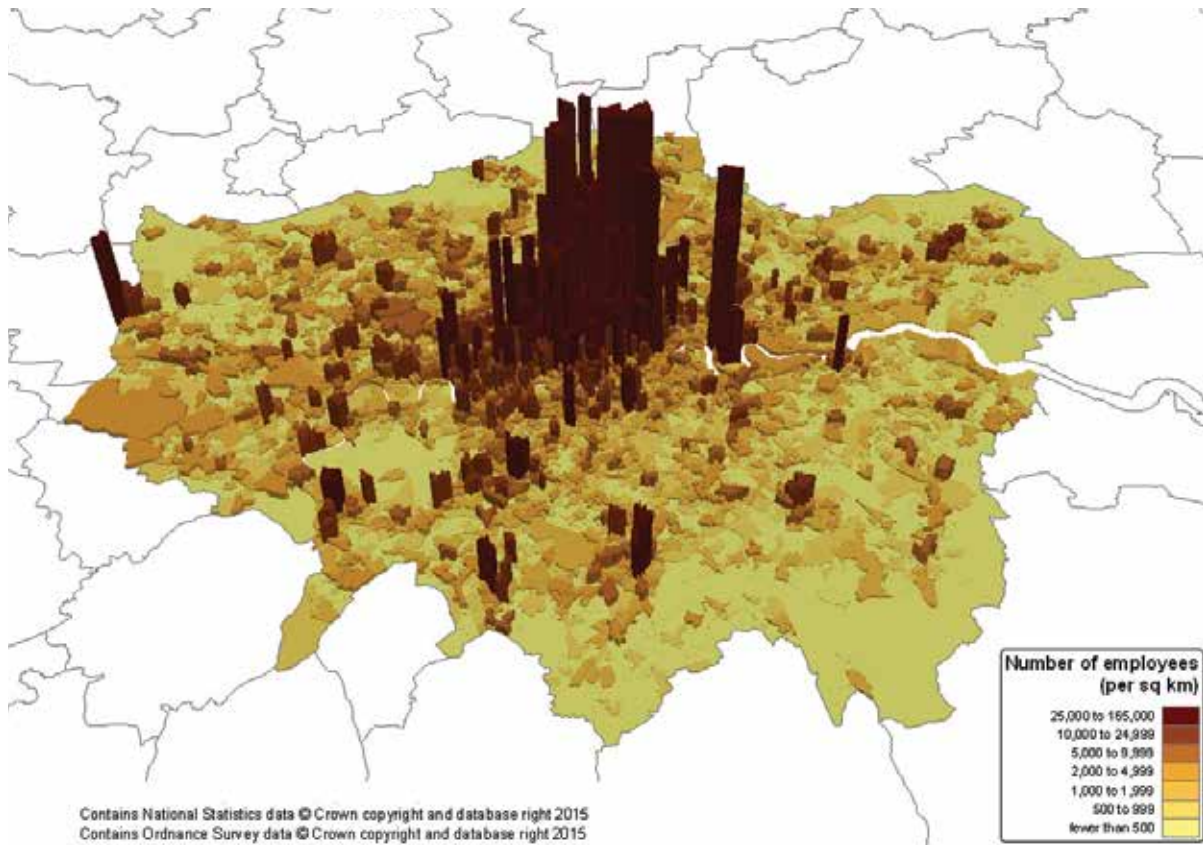 Number of employees
(per sq km)
25,000 to 165,000
10,000 to 24,999
5,000 to 9,999
2,000 to 4,999
1,000 to 1,999
500 to 999
fewer than 500
Contains National Statistics data © Crown copyright and database right 2015
Contains Ordnance Survey data © Crown copyright and database right 2015